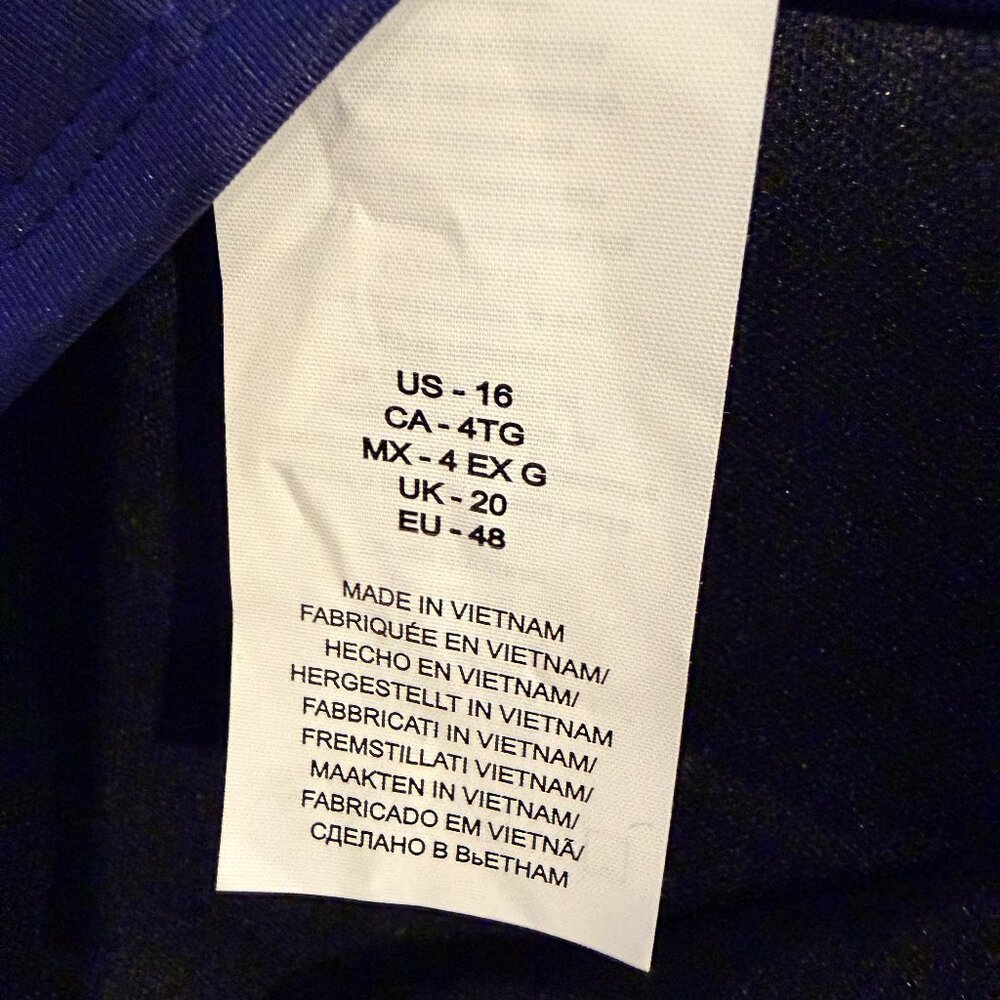 US - 16
CA - 4TG
MX - 4 EX G
UK - 20
EU - 48
MADE IN VIETNAM
FABRIQUÉE EN VIETNAM/
HECHO EN VIETNAM/
HERGESTELLT IN VIETNAM
FABBRICATI IN VIETNAM/
FREMSTILLATI VIETNAM/
MAAKTEN IN VIETNAM/
FABRICADO EM VIETNÃ/
СДЕЛАНО В ВьЕТНАМ